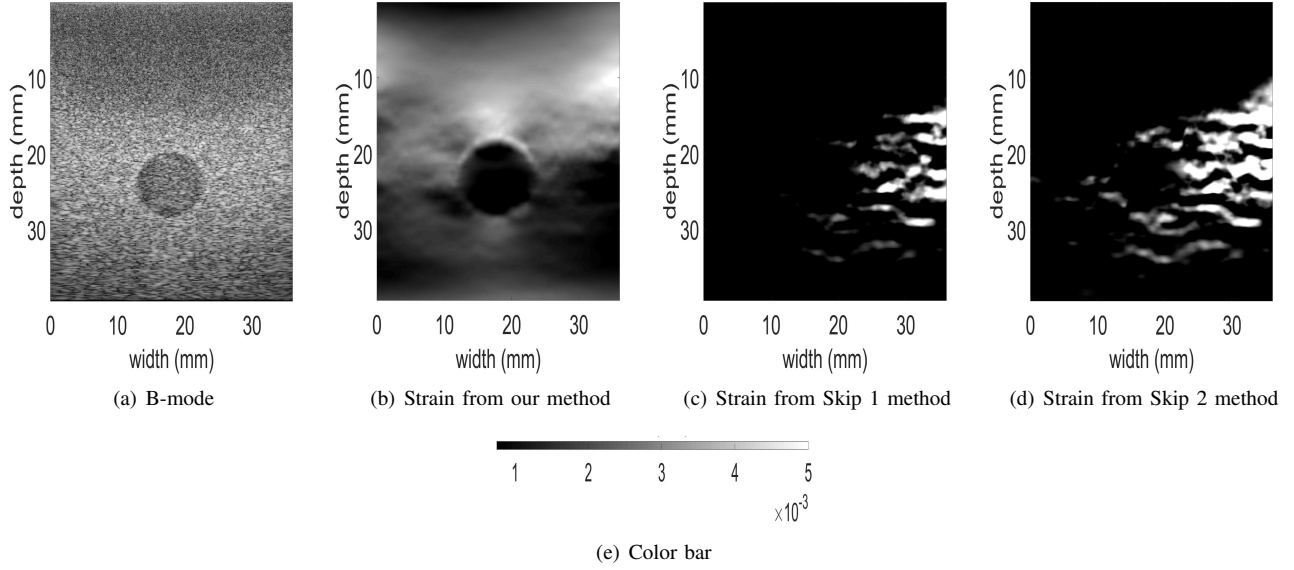 10
20
30
depth (mm)
0 10 20 30
width (mm)
(a) B-mode
10
20
30
depth (mm)
0 10 20 30
width (mm)
(b) Strain from our method
10
20
30
depth (mm)
0 10 20 30
width (mm)
(c) Strain from Skip 1 method
10
20
30
depth (mm)
0 10 20 30
width (mm)
(d) Strain from Skip 2 method
1 2 3 4 5
×10⁻³
(e) Color bar